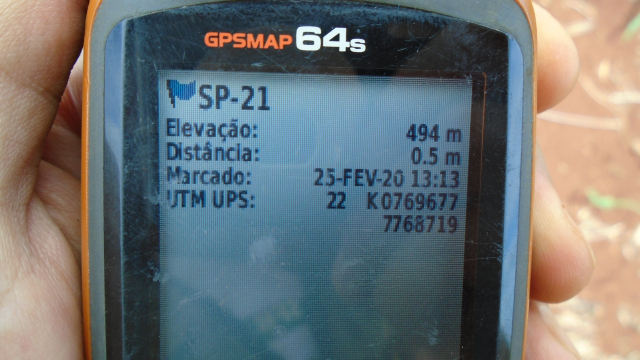 GPSMAP 64s
SP-21
Elevação: 494 m
Distância: 0.5 m
Marcado: 25-FEV-20 13:13
UTM UPS: 22 K0769677
7768719